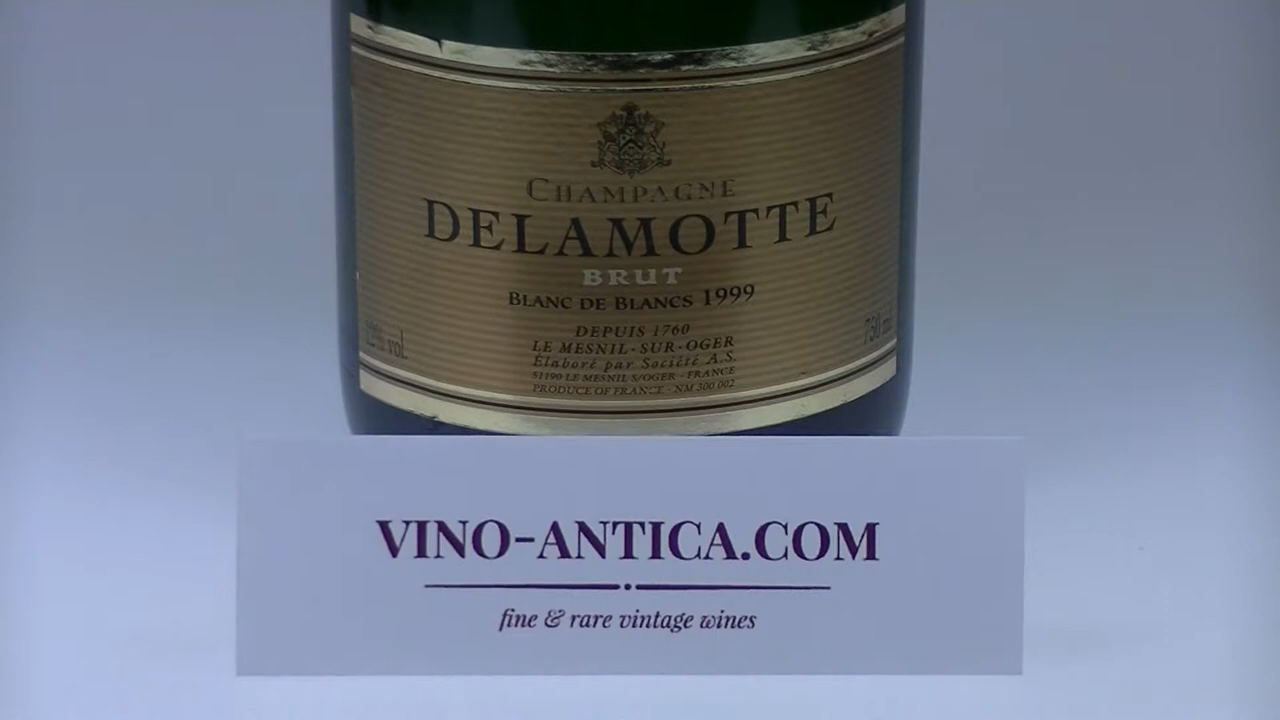 CHAMPAGNE
DELAMOTTE
BRUT
BLANC DE BLANCS 1999
DEPUIS 1760
LE MESNIL-SUR-OGER
Élaboré par Société A.S.
51190 LE MESNIL S/OGER - FRANCE
PRODUCE OF FRANCE - NM 300 002
12% vol.
750 ml
VINO-ANTICA.COM
fine & rare vintage wines